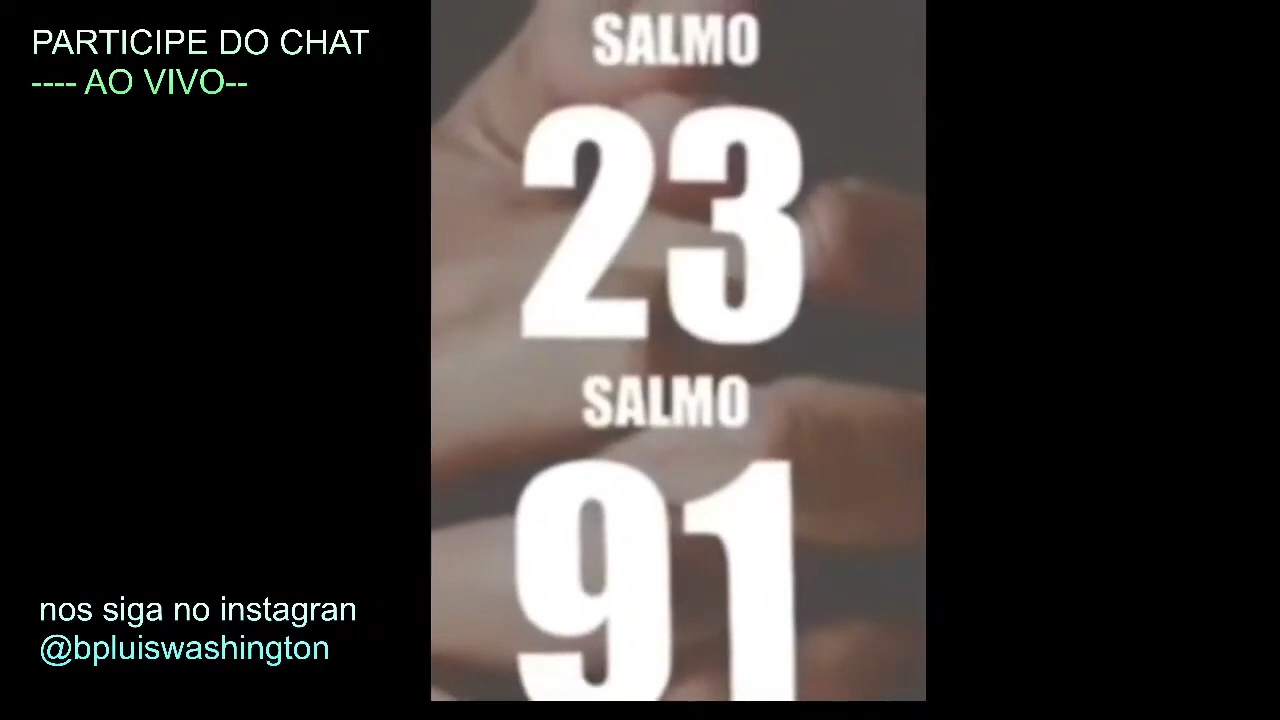 PARTICIPE DO CHAT
---- AO VIVO--
SALMO
23
SALMO
91
nos siga no instagran
@bpluiswashington